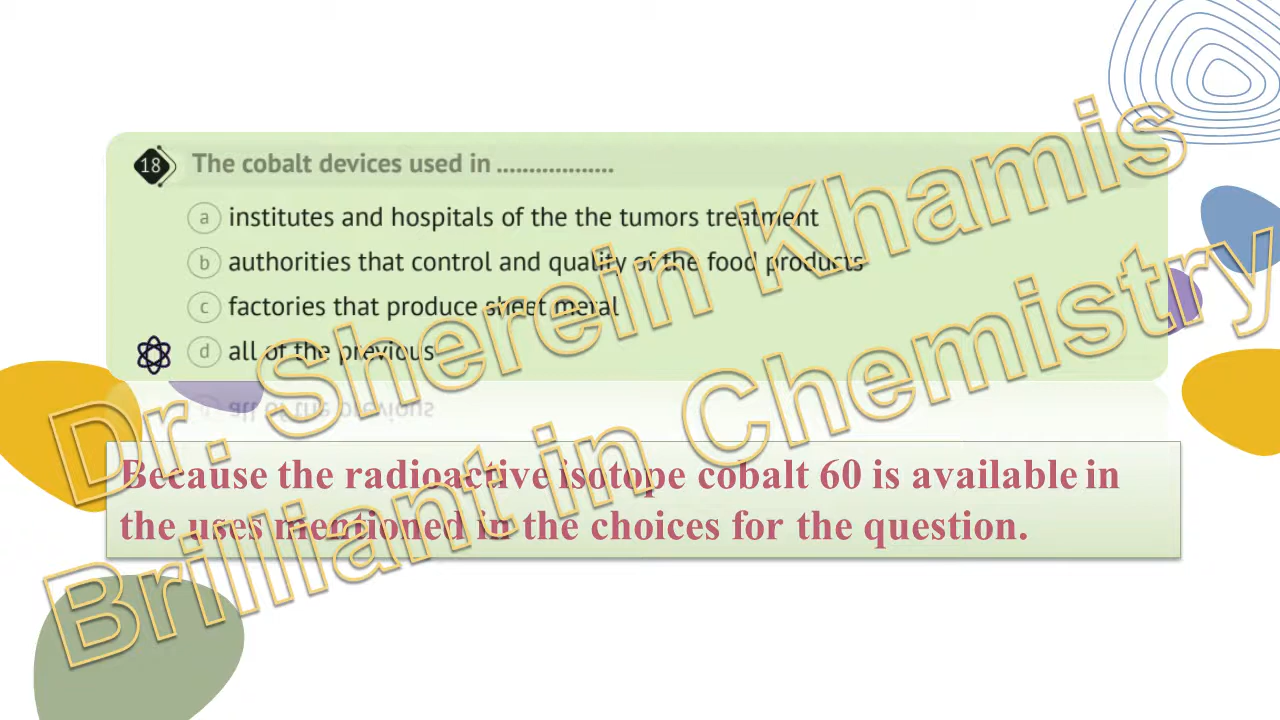 18 The cobalt devices used in ..................
a institutes and hospitals of the the tumors treatment
b authorities that control and quality of the food products
c factories that produce sheet metal
d all of the previous
Because the radioactive isotope cobalt 60 is available in
the uses mentioned in the choices for the question.
Dr. Sherein Khamis
Brilliant in Chemistry